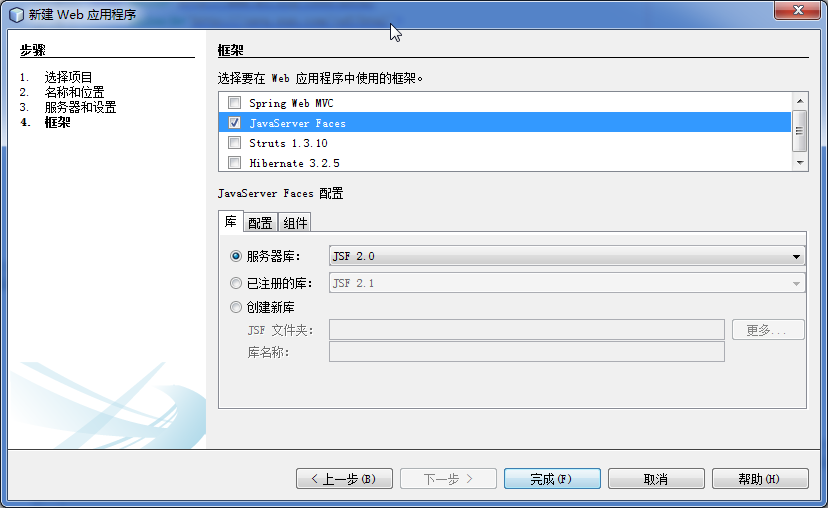 新建 Web 应用程序
步骤
1. 选择项目
2. 名称和位置
3. 服务器和设置
4. 框架
框架
选择要在 Web 应用程序中使用的框架。
Spring Web MVC
JavaServer Faces
Struts 1.3.10
Hibernate 3.2.5
JavaServer Faces 配置
库 配置 组件
服务器库: JSF 2.0
已注册的库: JSF 2.1
创建新库
JSF 文件夹: 更多...
库名称:
< 上一步(B) 下一步 > 完成(F) 取消 帮助(H)